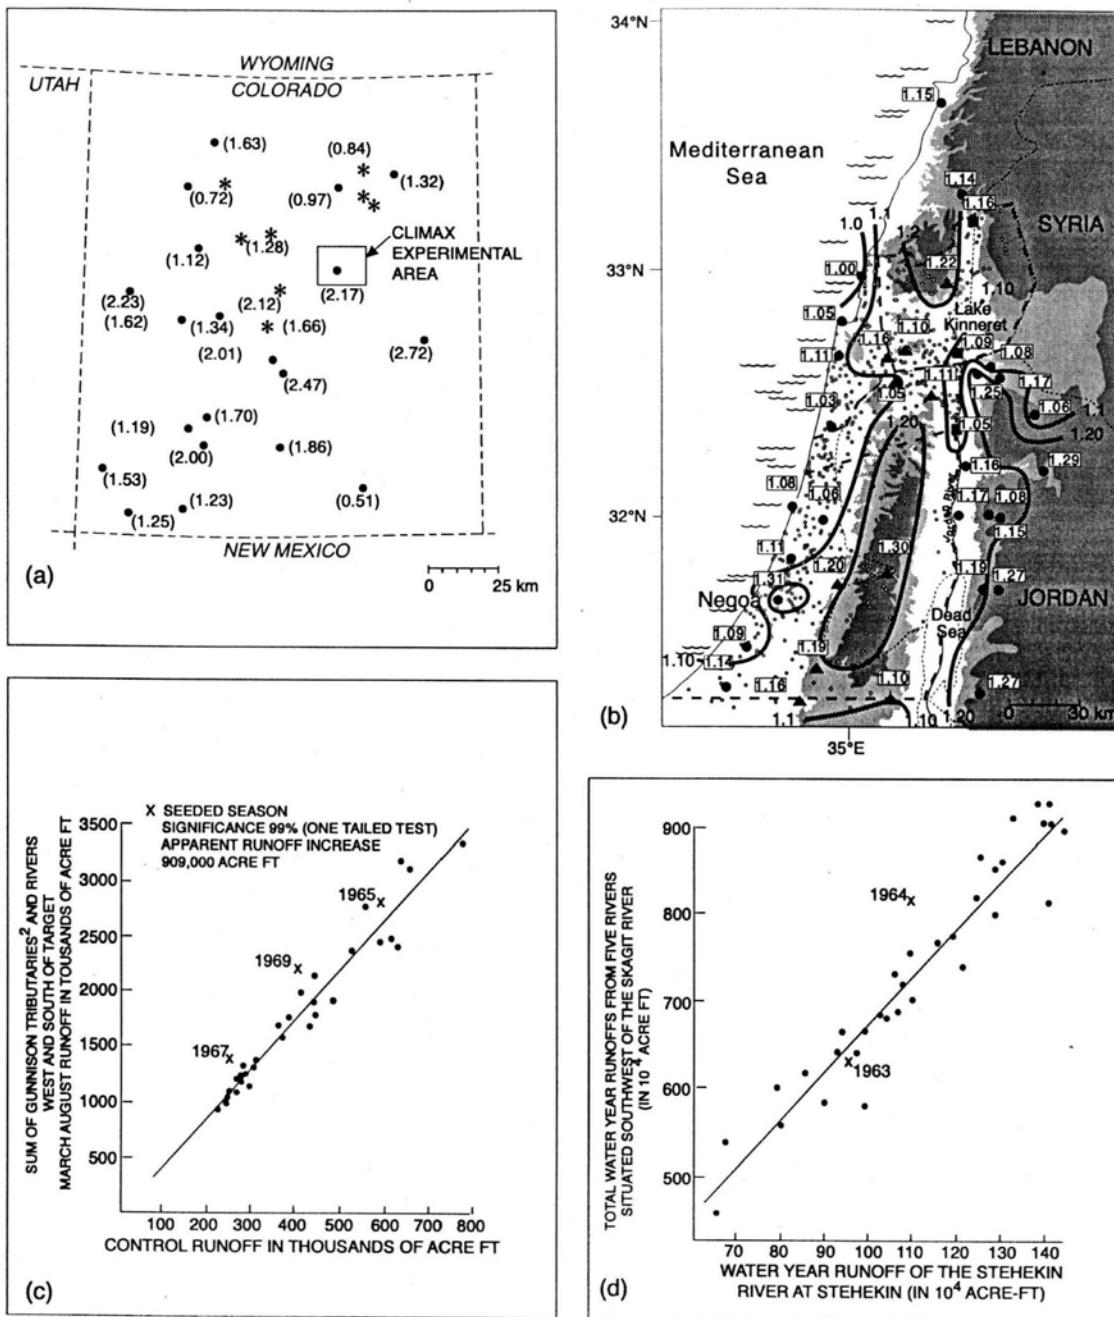 WYOMING
UTAH
COLORADO
(1.63)
(0.84)
(0.72)
(0.97)
(1.32)
(1.28)
CLIMAX
EXPERIMENTAL
AREA
(1.12)
(2.23)
(2.12)
(2.17)
(1.62)
(1.34)
(1.66)
(2.01)
(2.72)
(2.47)
(1.70)
(1.19)
(2.00)
(1.86)
(1.53)
(1.23)
(0.51)
(1.25)
NEW MEXICO
(a)
0 25 km
34°N
LEBANON
1.15
Mediterranean
Sea
1.14
1.16
1.0
1.1
1.2
SYRIA
33°N
1.00
1.22
1.10
Lake
Kinneret
1.05
1.10
1.16
1.09
1.08
1.11
1.11
1.17
1.03
1.05
1.25
1.06
1.1
1.20
1.05
1.20
1.16
1.29
1.08
1.06
1.17
1.08
32°N
Jordan River
1.15
1.11
1.30
1.20
1.19
1.31
1.27
Negoa
JORDAN
Dead
Sea
1.09
1.19
1.10
1.14
1.10
1.16
1.27
1.1
1.10
1.20
0 30 km
(b)
35°E
X SEEDED SEASON
SIGNIFICANCE 99% (ONE TAILED TEST)
APPARENT RUNOFF INCREASE
909,000 ACRE FT
3500
3000
2500
2000
1500
1000
500
1965
1969
1967
SUM OF GUNNISON TRIBUTARIES² AND RIVERS
WEST AND SOUTH OF TARGET
MARCH AUGUST RUNOFF IN TOUSANDS OF ACRE FT
100 200 300 400 500 600 700 800
CONTROL RUNOFF IN THOUSANDS OF ACRE FT
(c)
900
800
700
600
500
1964
1963
TOTAL WATER YEAR RUNOFFS FROM FIVE RIVERS
SITUATED SOUTHWEST OF THE SKAGIT RIVER
(IN 10⁴ ACRE FT)
70 80 90 100 110 120 130 140
WATER YEAR RUNOFF OF THE STEHEKIN
RIVER AT STEHEKIN (IN 10⁴ ACRE-FT)
(d)